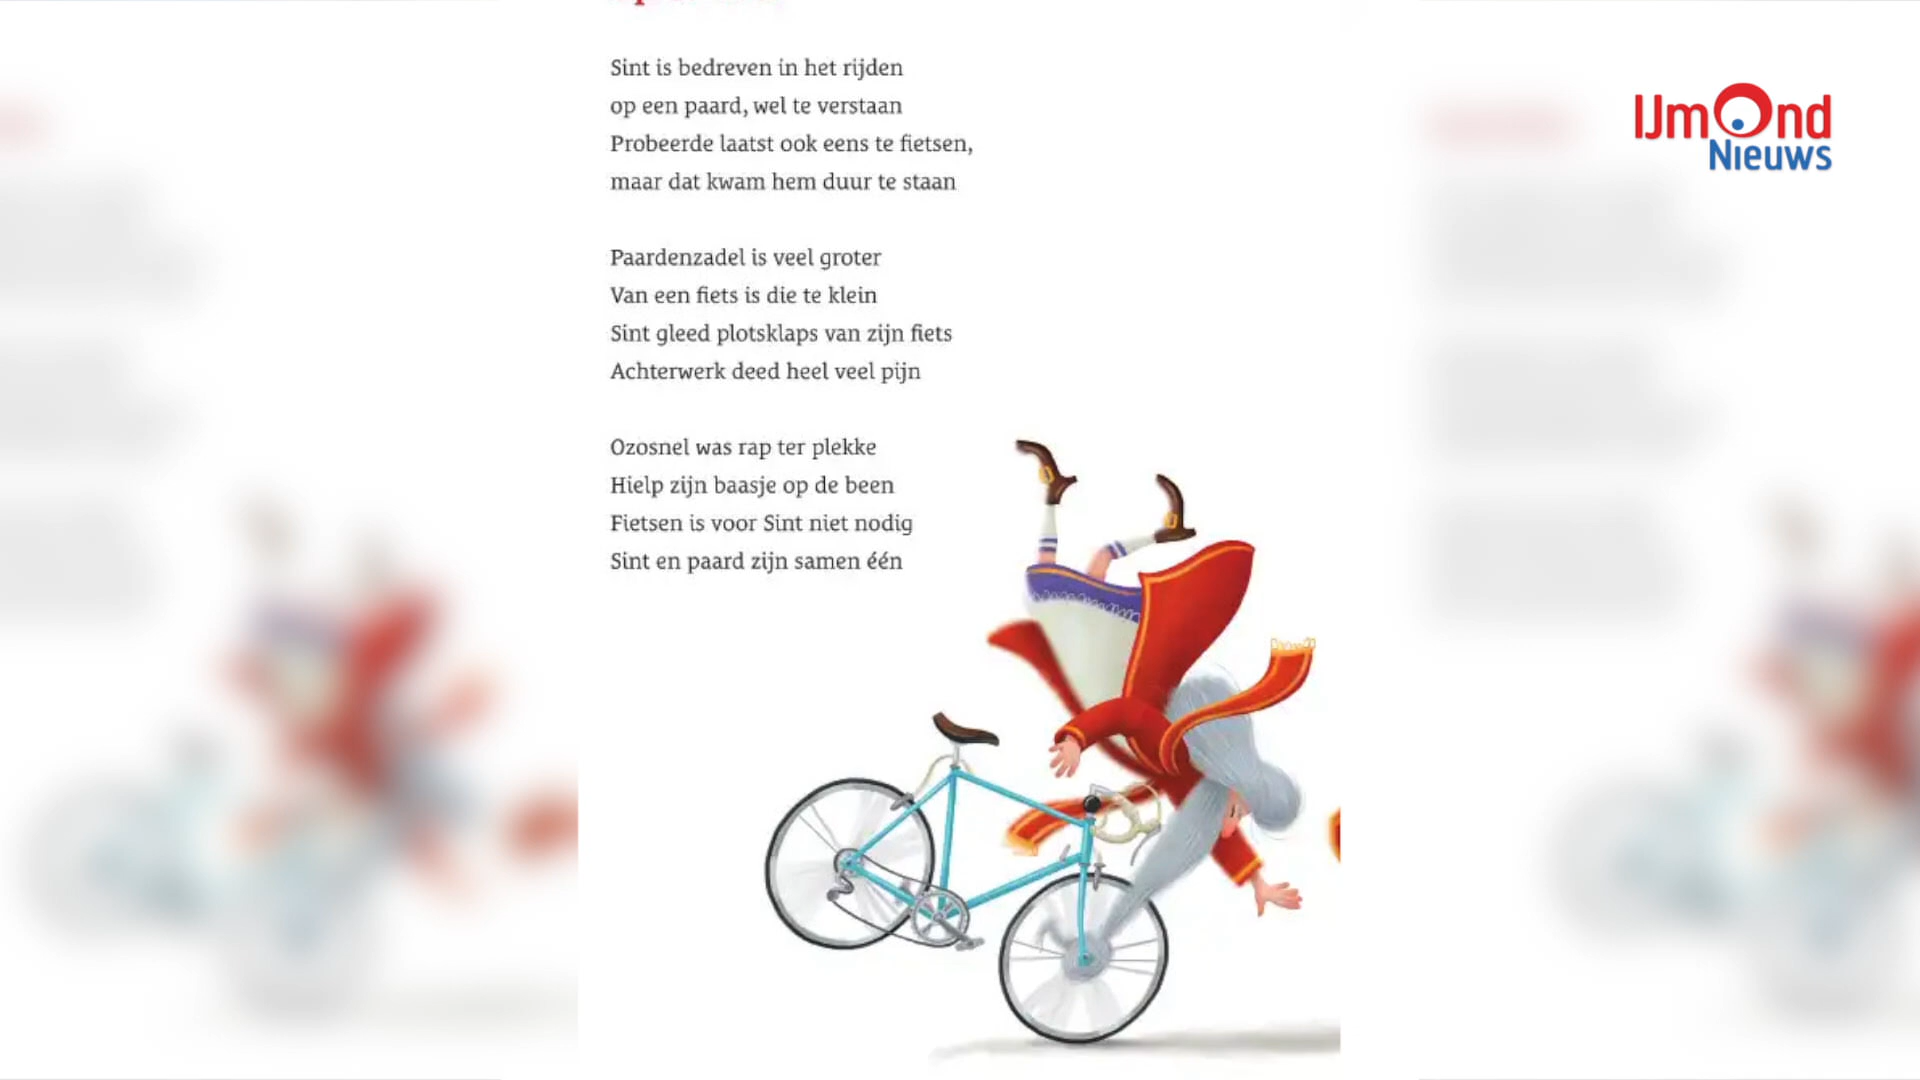 Sint is bedreven in het rijden
op een paard, wel te verstaan
Probeerde laatst ook eens te fietsen,
maar dat kwam hem duur te staan
Paardenzadel is veel groter
Van een fiets is die te klein
Sint gleed plotsklaps van zijn fiets
Achterwerk deed heel veel pijn
Ozosnel was rap ter plekke
Hielp zijn baasje op de been
Fietsen is voor Sint niet nodig
Sint en paard zijn samen één
IJmOnd
Nieuws